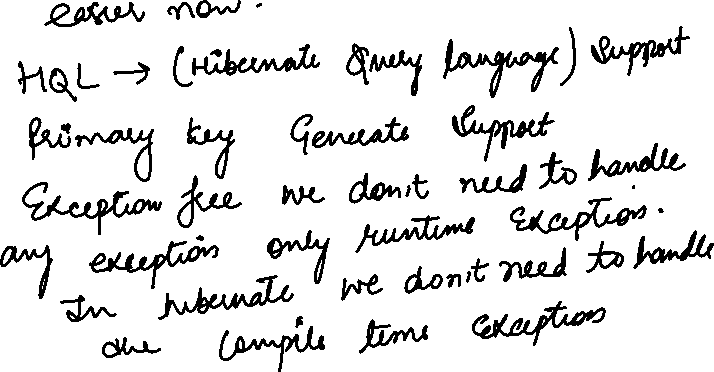 easier now.
HQL → (Hibernate Query language) Support
Primary key Generate Support
Exception free we don't need to handle
any exceptions only runtime Exception.
In hibernate we don't need to handle
the Compile time exceptions